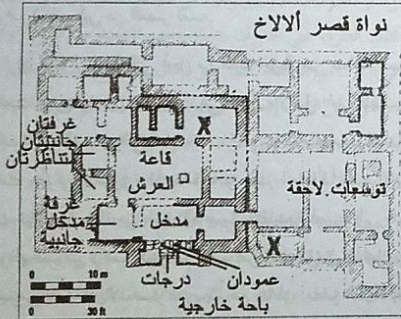 نواة قصر ألالاخ
X
غرفتان
جانبيتان
متناظرتان
قاعة
العرش
توسعات لاحقة
غرفة
مدخل
جانبية
مدخل
X
عمودان
درجات
باحة خارجية
0 10 m
0 30 ft